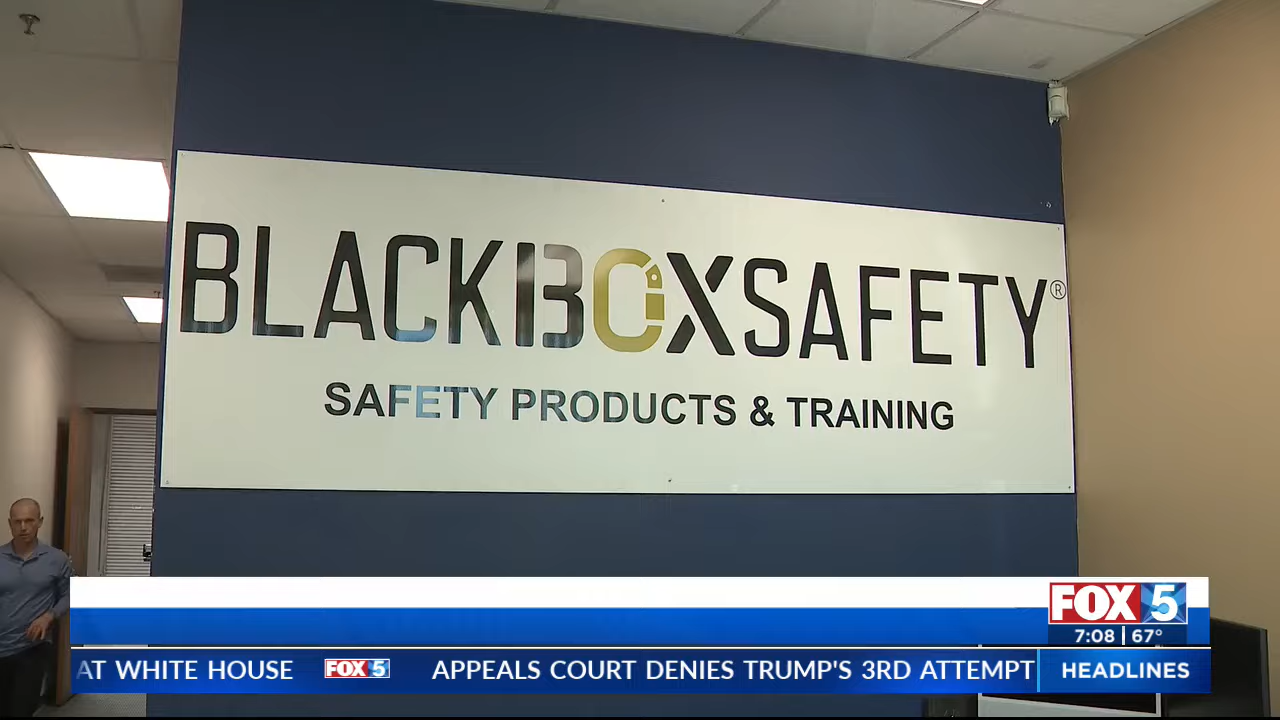 BLACKBOXSAFETY®
SAFETY PRODUCTS & TRAINING
FOX 5
7:08 | 67°
AT WHITE HOUSE FOX 5 APPEALS COURT DENIES TRUMP'S 3RD ATTEMPT
HEADLINES